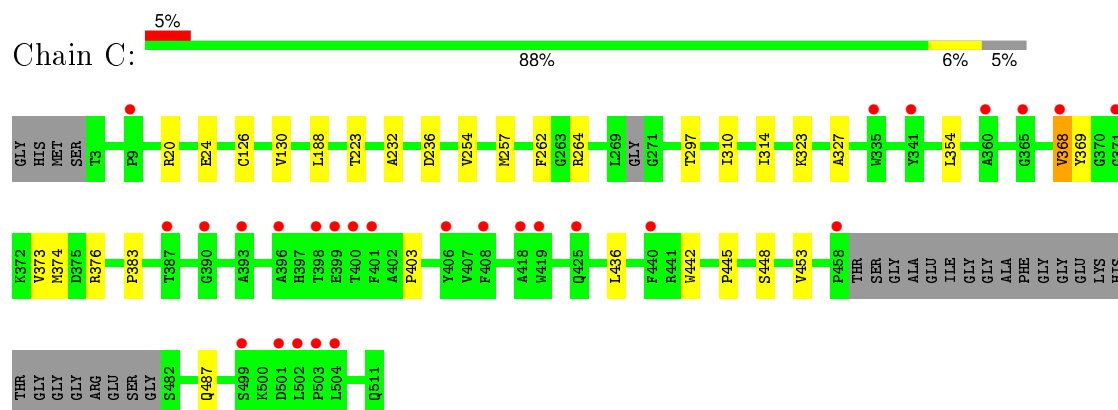 5%
Chain C:
88% 6% 5%
GLY HIS MET SER T3 P9 R20 E24 C126 V130 L188 T223 A232 D236 V254 M257 F262 G263 R264 L269 GLY G271 T297 I310 I314 K323 A327 W335 Y341 L354 A360 G365 V368 Y369 G370
K372 V373 M374 D375 R376 P383 T387 G390 A393 A396 H397 T398 E399 T400 F401 A402 P403 Y406 V407 F408 A418 W419 Q425 L436 F440 R441 W442 P445 S448 V453 P458 THR SER GLY ALA GLU ILE GLY GLY ALA PHE GLY GLY GLU LYS HIS
THR GLY GLY GLY ARG GLU SER GLY S482 Q487 S499 K500 D501 L502 P503 L504 Q511